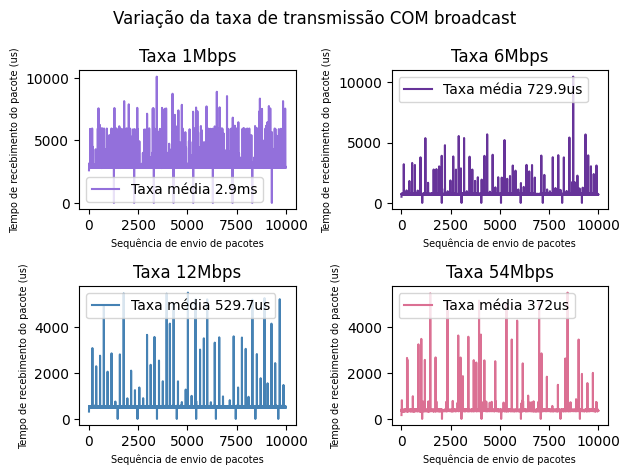 Variação da taxa de transmissão COM broadcast
Taxa 1Mbps
Tempo de recebimento do pacote (us)
10000
5000
0
Taxa média 2.9ms
0 2500 5000 7500 10000
Sequência de envio de pacotes
Taxa 6Mbps
Tempo de recebimento do pacote (us)
10000
5000
0
Taxa média 729.9us
0 2500 5000 7500 10000
Sequência de envio de pacotes
Taxa 12Mbps
Tempo de recebimento do pacote (us)
4000
2000
0
Taxa média 529.7us
0 2500 5000 7500 10000
Sequência de envio de pacotes
Taxa 54Mbps
Tempo de recebimento do pacote (us)
4000
2000
0
Taxa média 372us
0 2500 5000 7500 10000
Sequência de envio de pacotes